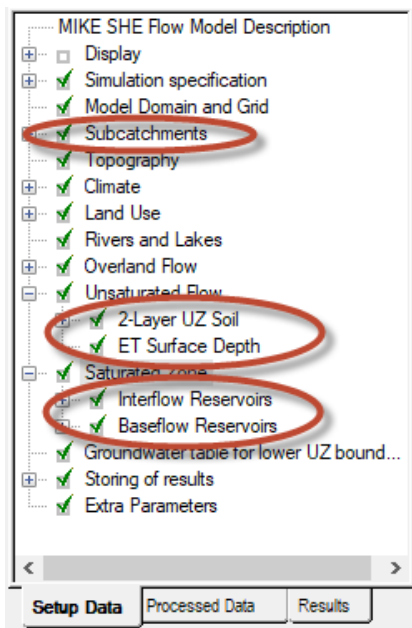 MIKE SHE Flow Model Description
Display
Simulation specification
Model Domain and Grid
Subcatchments
Topography
Climate
Land Use
Rivers and Lakes
Overland Flow
Unsaturated Flow
2-Layer UZ Soil
ET Surface Depth
Saturated Zone
Interflow Reservoirs
Baseflow Reservoirs
Groundwater table for lower UZ bound...
Storing of results
Extra Parameters
Setup Data Processed Data Results